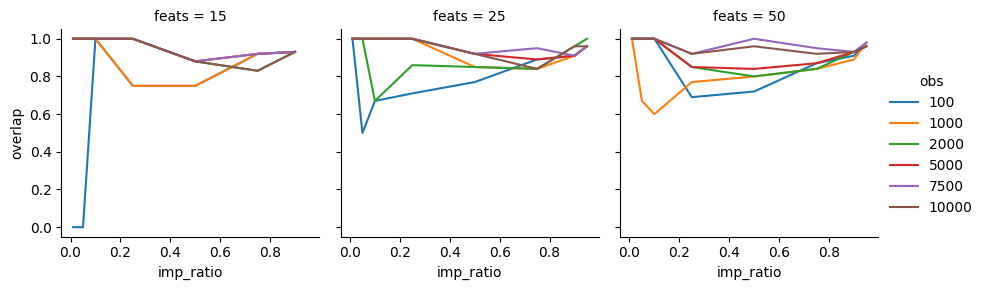 feats = 15
feats = 25
feats = 50
overlap
1.0
0.8
0.6
0.4
0.2
0.0
0.0 0.2 0.4 0.6 0.8
imp_ratio
0.0 0.2 0.4 0.6 0.8
imp_ratio
0.0 0.2 0.4 0.6 0.8
imp_ratio
obs
100
1000
2000
5000
7500
10000